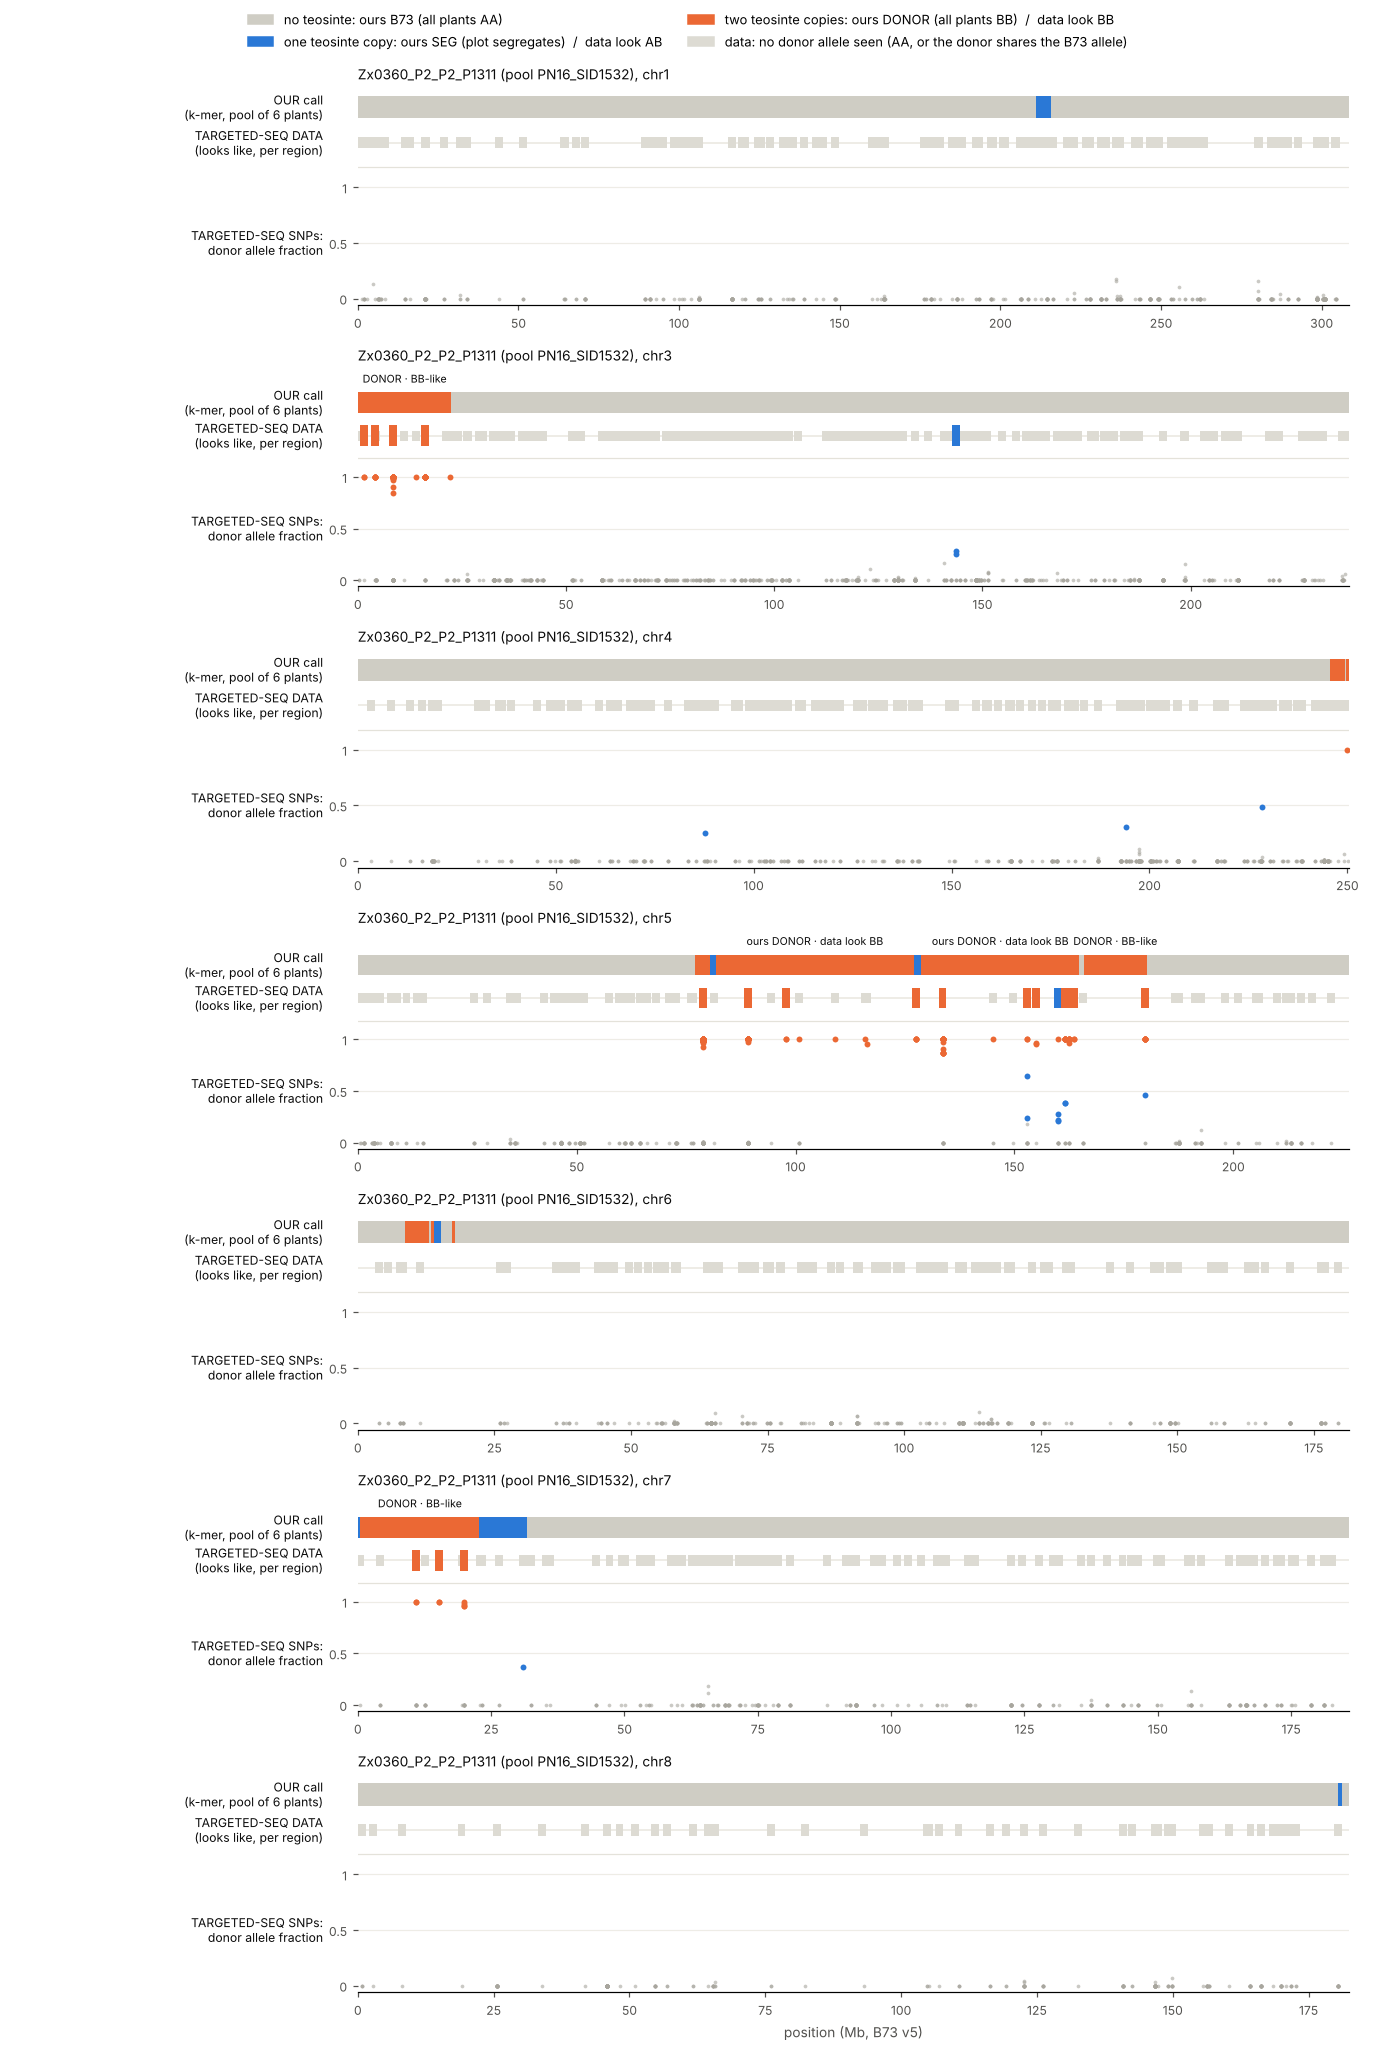 no teosinte: ours B73 (all plants AA)
two teosinte copies: ours DONOR (all plants BB)  /  data look BB
one teosinte copy: ours SEG (plot segregates)  /  data look AB
data: no donor allele seen (AA, or the donor shares the B73 allele)
Zx0360_P2_P2_P1311 (pool PN16_SID1532), chr1
OUR call
(k-mer, pool of 6 plants)
TARGETED-SEQ DATA
(looks like, per region)
1
TARGETED-SEQ SNPs:
donor allele fraction
0.5
0
0 50 100 150 200 250 300
Zx0360_P2_P2_P1311 (pool PN16_SID1532), chr3
DONOR · BB-like
OUR call
(k-mer, pool of 6 plants)
TARGETED-SEQ DATA
(looks like, per region)
1
TARGETED-SEQ SNPs:
donor allele fraction
0.5
0
0 50 100 150 200
Zx0360_P2_P2_P1311 (pool PN16_SID1532), chr4
OUR call
(k-mer, pool of 6 plants)
TARGETED-SEQ DATA
(looks like, per region)
1
TARGETED-SEQ SNPs:
donor allele fraction
0.5
0
0 50 100 150 200 250
Zx0360_P2_P2_P1311 (pool PN16_SID1532), chr5
ours DONOR · data look BB
ours DONOR · data look BB
DONOR · BB-like
OUR call
(k-mer, pool of 6 plants)
TARGETED-SEQ DATA
(looks like, per region)
1
TARGETED-SEQ SNPs:
donor allele fraction
0.5
0
0 50 100 150 200
Zx0360_P2_P2_P1311 (pool PN16_SID1532), chr6
OUR call
(k-mer, pool of 6 plants)
TARGETED-SEQ DATA
(looks like, per region)
1
TARGETED-SEQ SNPs:
donor allele fraction
0.5
0
0 25 50 75 100 125 150 175
Zx0360_P2_P2_P1311 (pool PN16_SID1532), chr7
DONOR · BB-like
OUR call
(k-mer, pool of 6 plants)
TARGETED-SEQ DATA
(looks like, per region)
1
TARGETED-SEQ SNPs:
donor allele fraction
0.5
0
0 25 50 75 100 125 150 175
Zx0360_P2_P2_P1311 (pool PN16_SID1532), chr8
OUR call
(k-mer, pool of 6 plants)
TARGETED-SEQ DATA
(looks like, per region)
1
TARGETED-SEQ SNPs:
donor allele fraction
0.5
0
0 25 50 75 100 125 150 175
position (Mb, B73 v5)